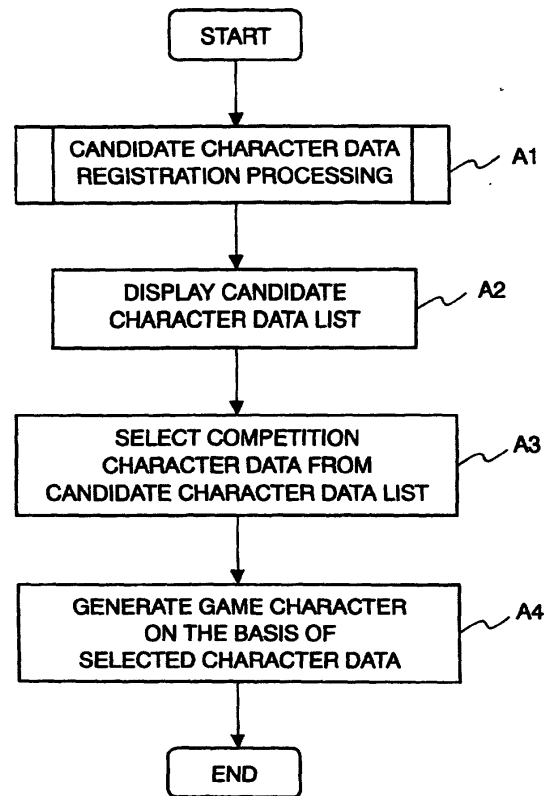 START
CANDIDATE CHARACTER DATA
REGISTRATION PROCESSING
A1
DISPLAY CANDIDATE
CHARACTER DATA LIST
A2
SELECT COMPETITION
CHARACTER DATA FROM
CANDIDATE CHARACTER DATA LIST
A3
GENERATE GAME CHARACTER
ON THE BASIS OF
SELECTED CHARACTER DATA
A4
END